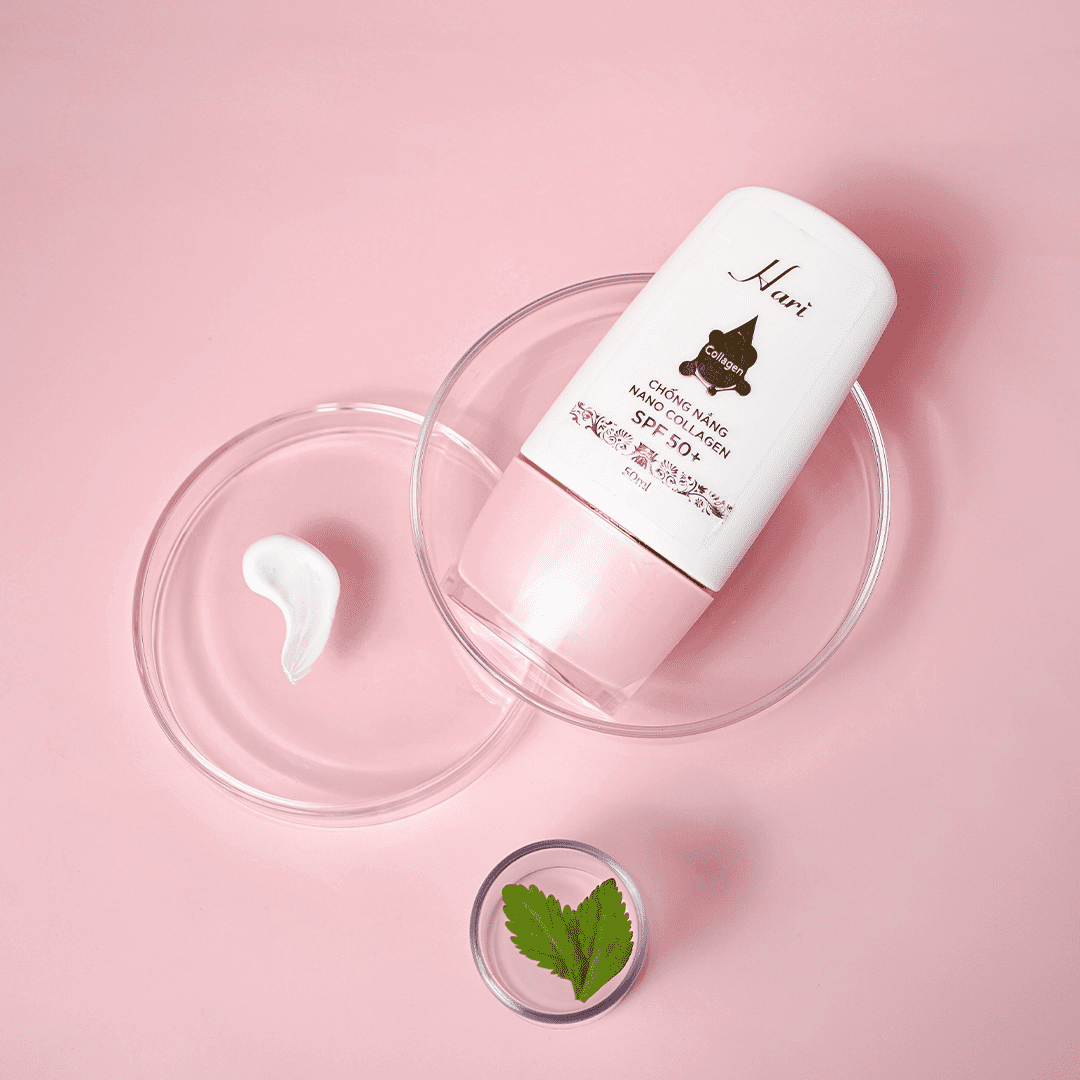 Hari
Collagen
CHỐNG NẮNG
NANO COLLAGEN
SPF 50+
50ml